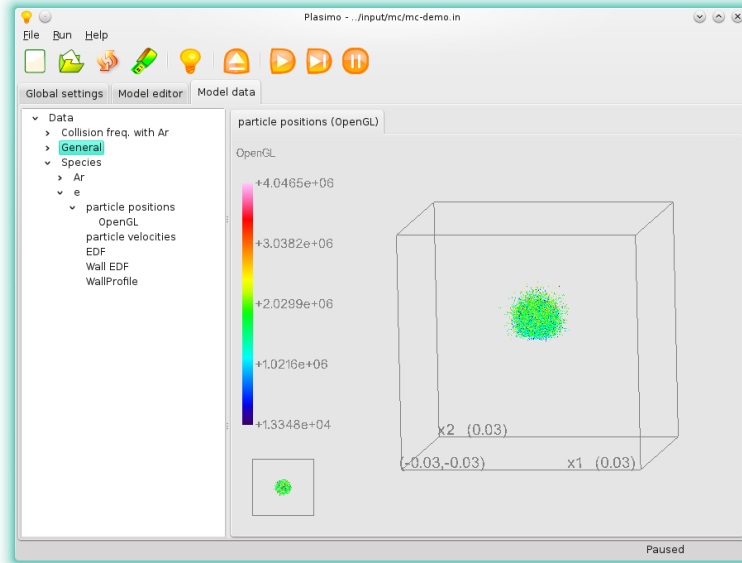 Plasimo - ../input/mc/mc-demo.in
File Run Help
Global settings Model editor Model data
Data
Collision freq. with Ar
General
Species
Ar
e
particle positions
OpenGL
particle velocities
EDF
Wall EDF
WallProfile
particle positions (OpenGL)
OpenGL
+4.0465e+06
+3.0382e+06
+2.0299e+06
+1.0216e+06
+1.3348e+04
x2 (0.03)
(-0.03,-0.03) x1 (0.03)
Paused